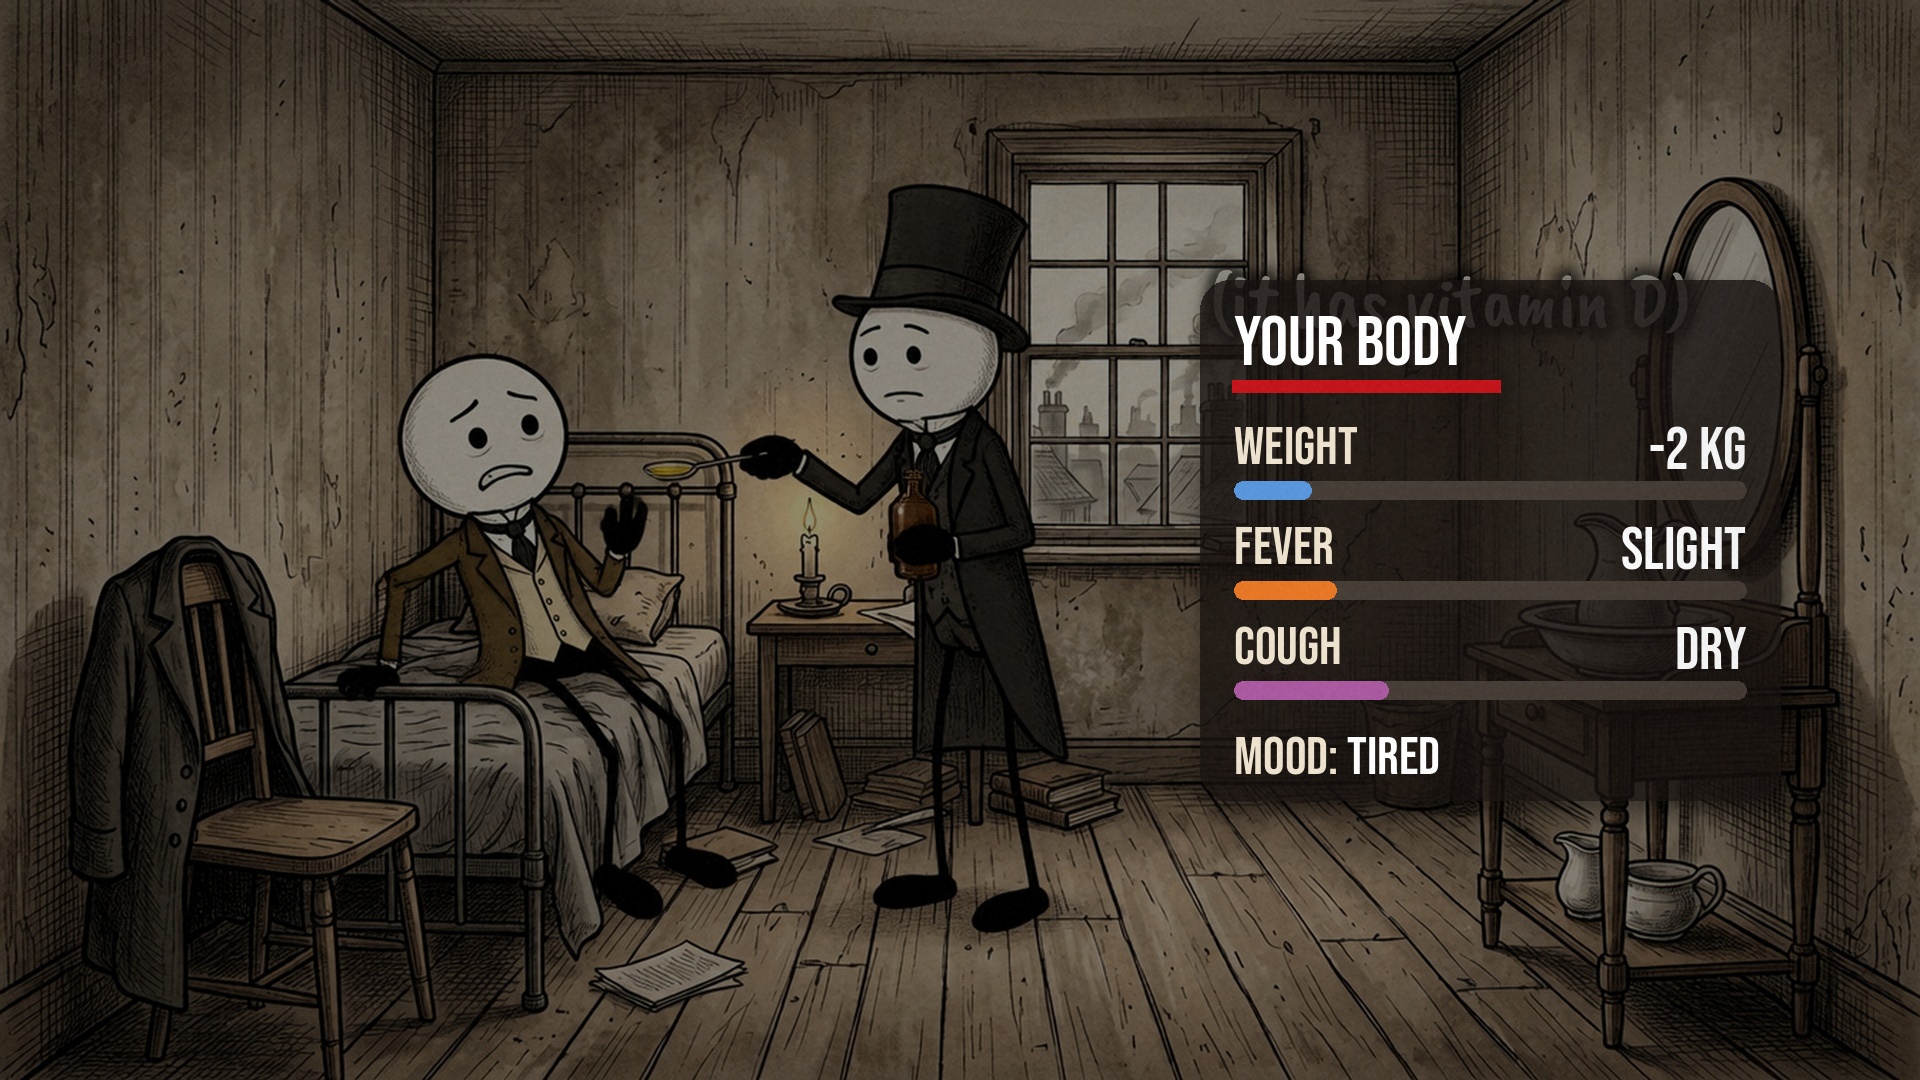 (it has vitamin D)
YOUR BODY
WEIGHT -2 KG
FEVER SLIGHT
COUGH DRY
MOOD: TIRED